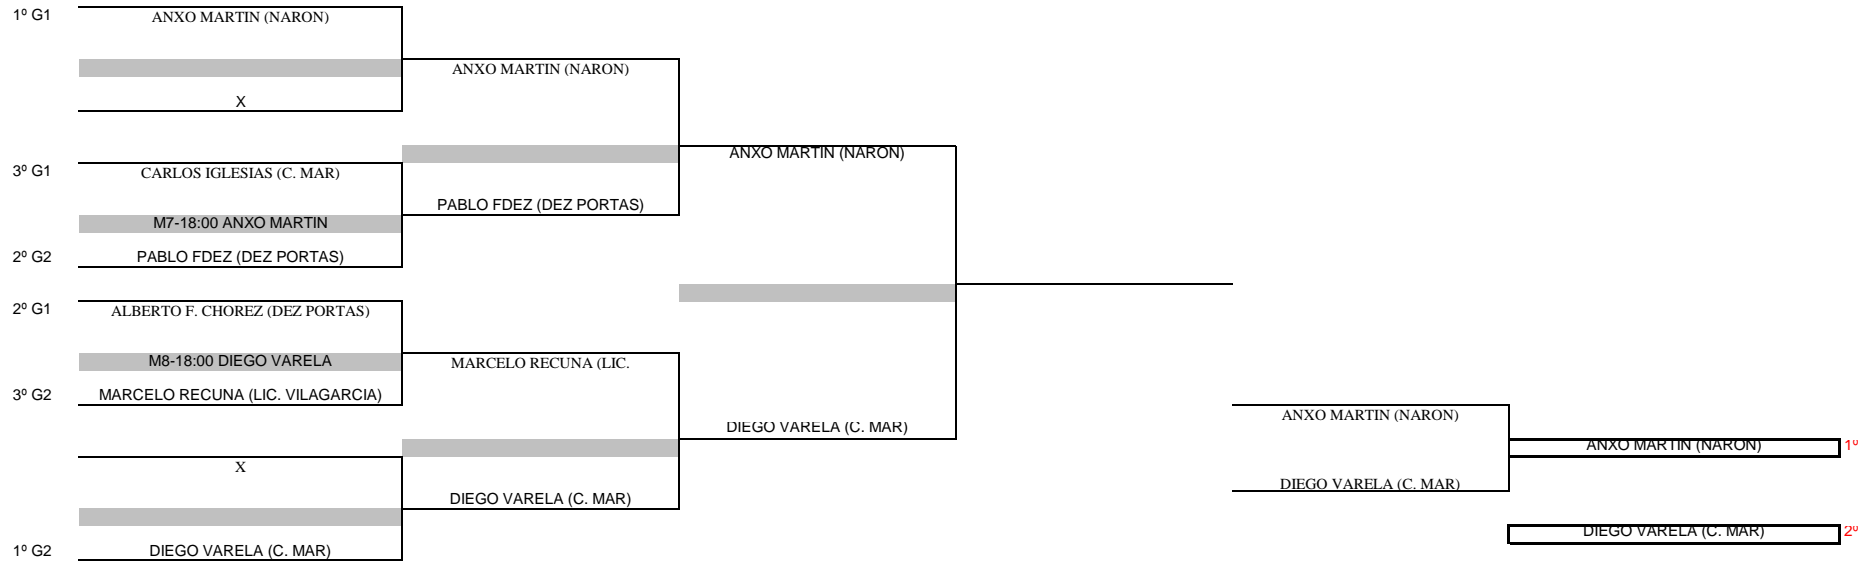 1º G1
ANXO MARTIN (NARON)
ANXO MARTIN (NARON)
X
ANXO MARTIN (NARON)
3º G1
CARLOS IGLESIAS (C. MAR)
PABLO FDEZ (DEZ PORTAS)
M7-18:00 ANXO MARTIN
2º G2
PABLO FDEZ (DEZ PORTAS)
2º G1
ALBERTO F. CHOREZ (DEZ PORTAS)
M8-18:00 DIEGO VARELA
MARCELO RECUNA (LIC.
3º G2
MARCELO RECUNA (LIC. VILAGARCIA)
ANXO MARTIN (NARON)
DIEGO VARELA (C. MAR)
ANXO MARTIN (NARON)
1º
X
DIEGO VARELA (C. MAR)
DIEGO VARELA (C. MAR)
DIEGO VARELA (C. MAR)
2º
1º G2
DIEGO VARELA (C. MAR)